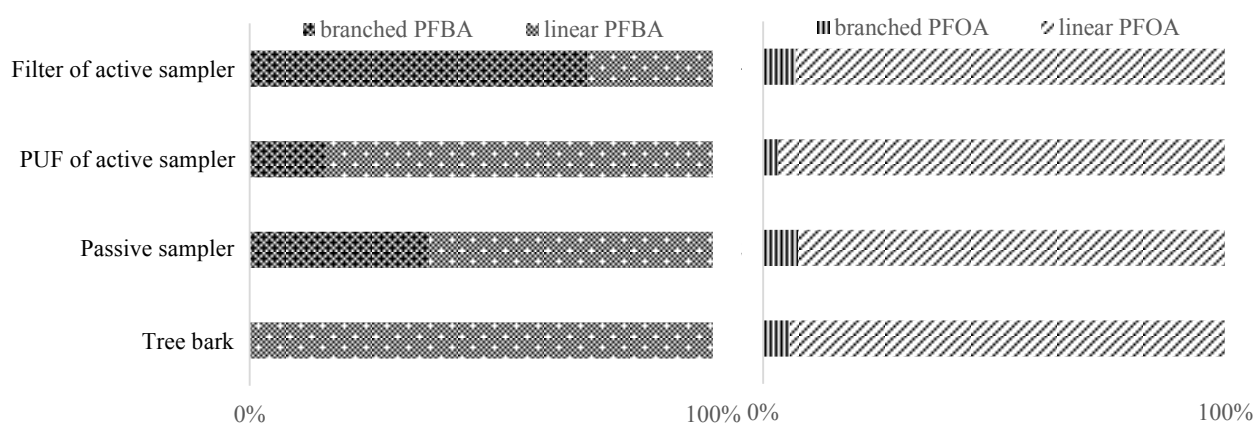 branched PFBA linear PFBA
branched PFOA linear PFOA
Filter of active sampler
PUF of active sampler
Passive sampler
Tree bark
0% 100%
0% 100%